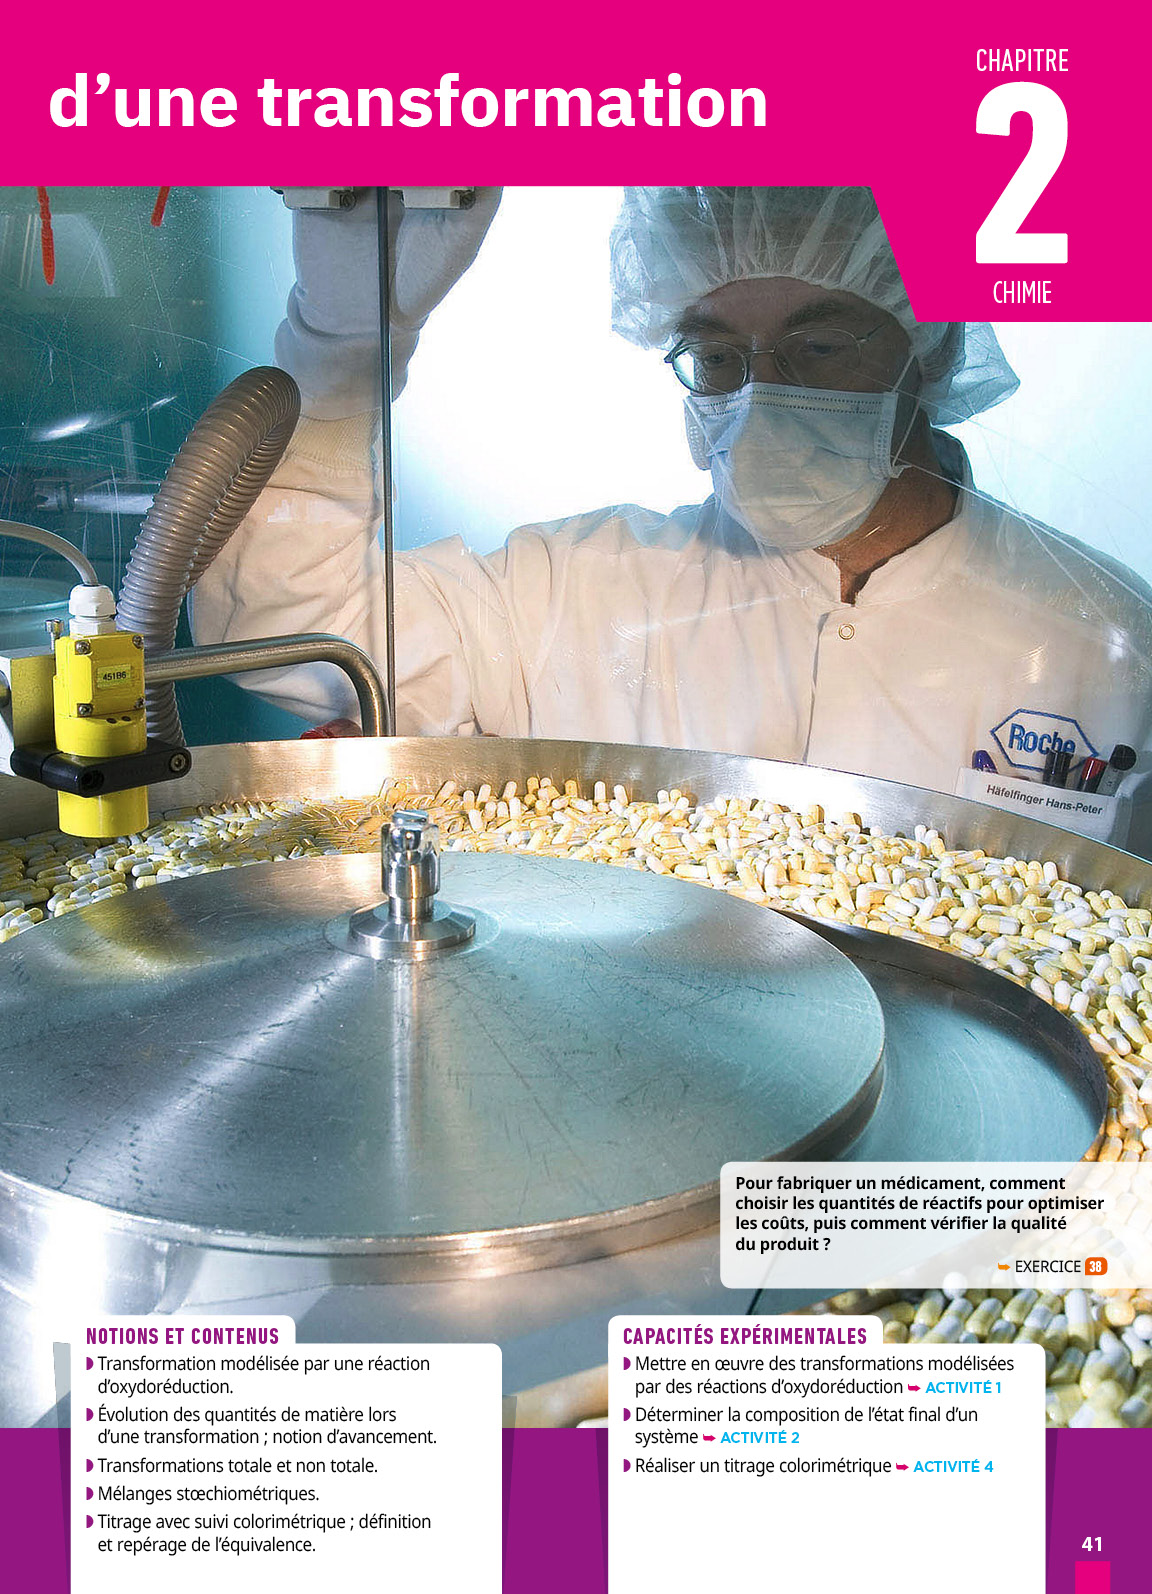 d’une transformation
CHAPITRE
2
CHIMIE
451B6
Roche
Häfelfinger Hans-Peter
Pour fabriquer un médicament, comment
choisir les quantités de réactifs pour optimiser
les coûts, puis comment vérifier la qualité
du produit ?
➥ EXERCICE 38
NOTIONS ET CONTENUS
◗ Transformation modélisée par une réaction
d’oxydoréduction.
◗ Évolution des quantités de matière lors
d’une transformation ; notion d’avancement.
◗ Transformations totale et non totale.
◗ Mélanges stœchiométriques.
◗ Titrage avec suivi colorimétrique ; définition
et repérage de l’équivalence.
CAPACITÉS EXPÉRIMENTALES
◗ Mettre en œuvre des transformations modélisées
par des réactions d’oxydoréduction ➥ ACTIVITÉ 1
◗ Déterminer la composition de l’état final d’un
système ➥ ACTIVITÉ 2
◗ Réaliser un titrage colorimétrique ➥ ACTIVITÉ 4
41